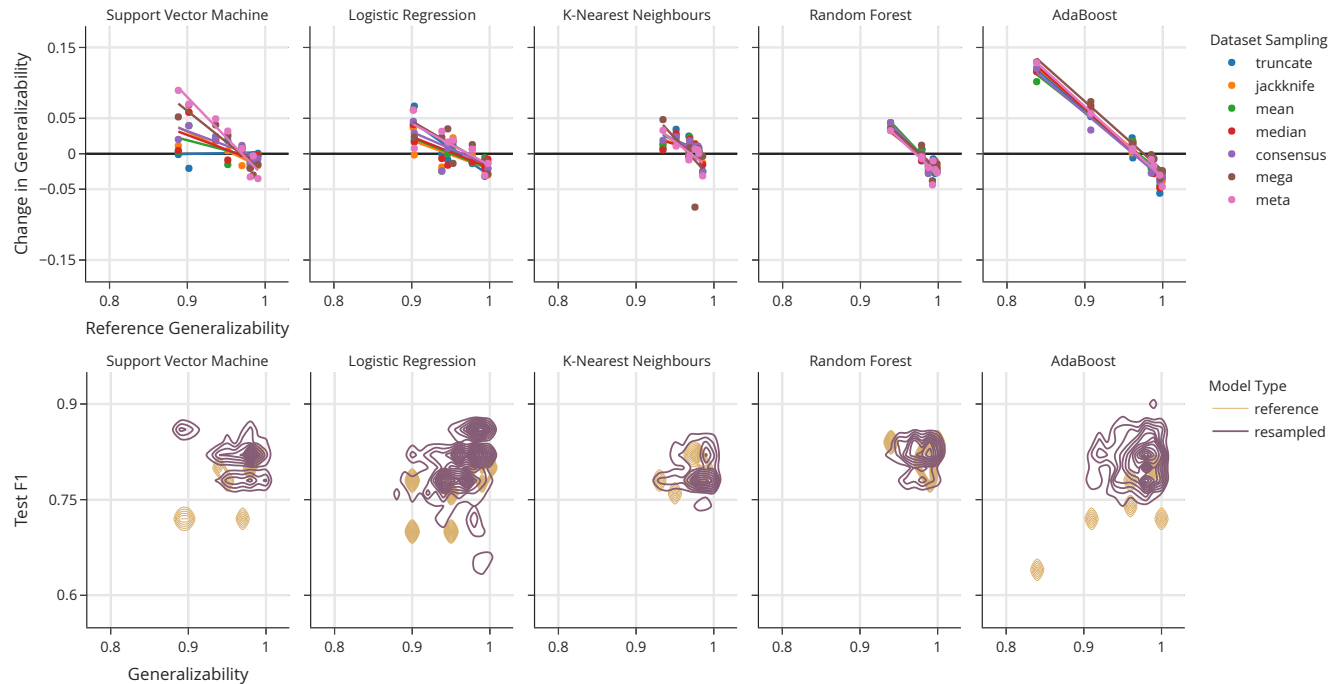 Support Vector Machine Logistic Regression K-Nearest Neighbours Random Forest AdaBoost
Change in Generalizability
0.15
0.05
0
−0.05
−0.15
0.8 0.9 1 0.8 0.9 1 0.8 0.9 1 0.8 0.9 1 0.8 0.9 1
Reference Generalizability
Dataset Sampling
truncate
jackknife
mean
median
consensus
mega
meta
Support Vector Machine Logistic Regression K-Nearest Neighbours Random Forest AdaBoost
Test F1
0.9
0.75
0.6
0.8 0.9 1 0.8 0.9 1 0.8 0.9 1 0.8 0.9 1 0.8 0.9 1
Generalizability
Model Type
reference
resampled